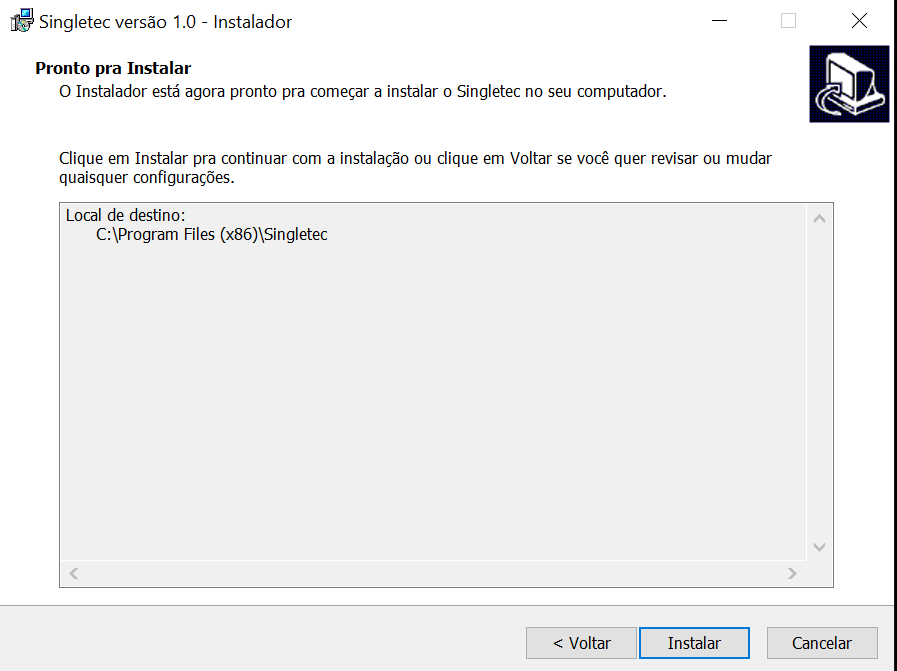 Singletec versão 1.0 - Instalador
Pronto pra Instalar
O Instalador está agora pronto pra começar a instalar o Singletec no seu computador.
Clique em Instalar pra continuar com a instalação ou clique em Voltar se você quer revisar ou mudar
quaisquer configurações.
Local de destino:
C:\Program Files (x86)\Singletec
< Voltar
Instalar
Cancelar